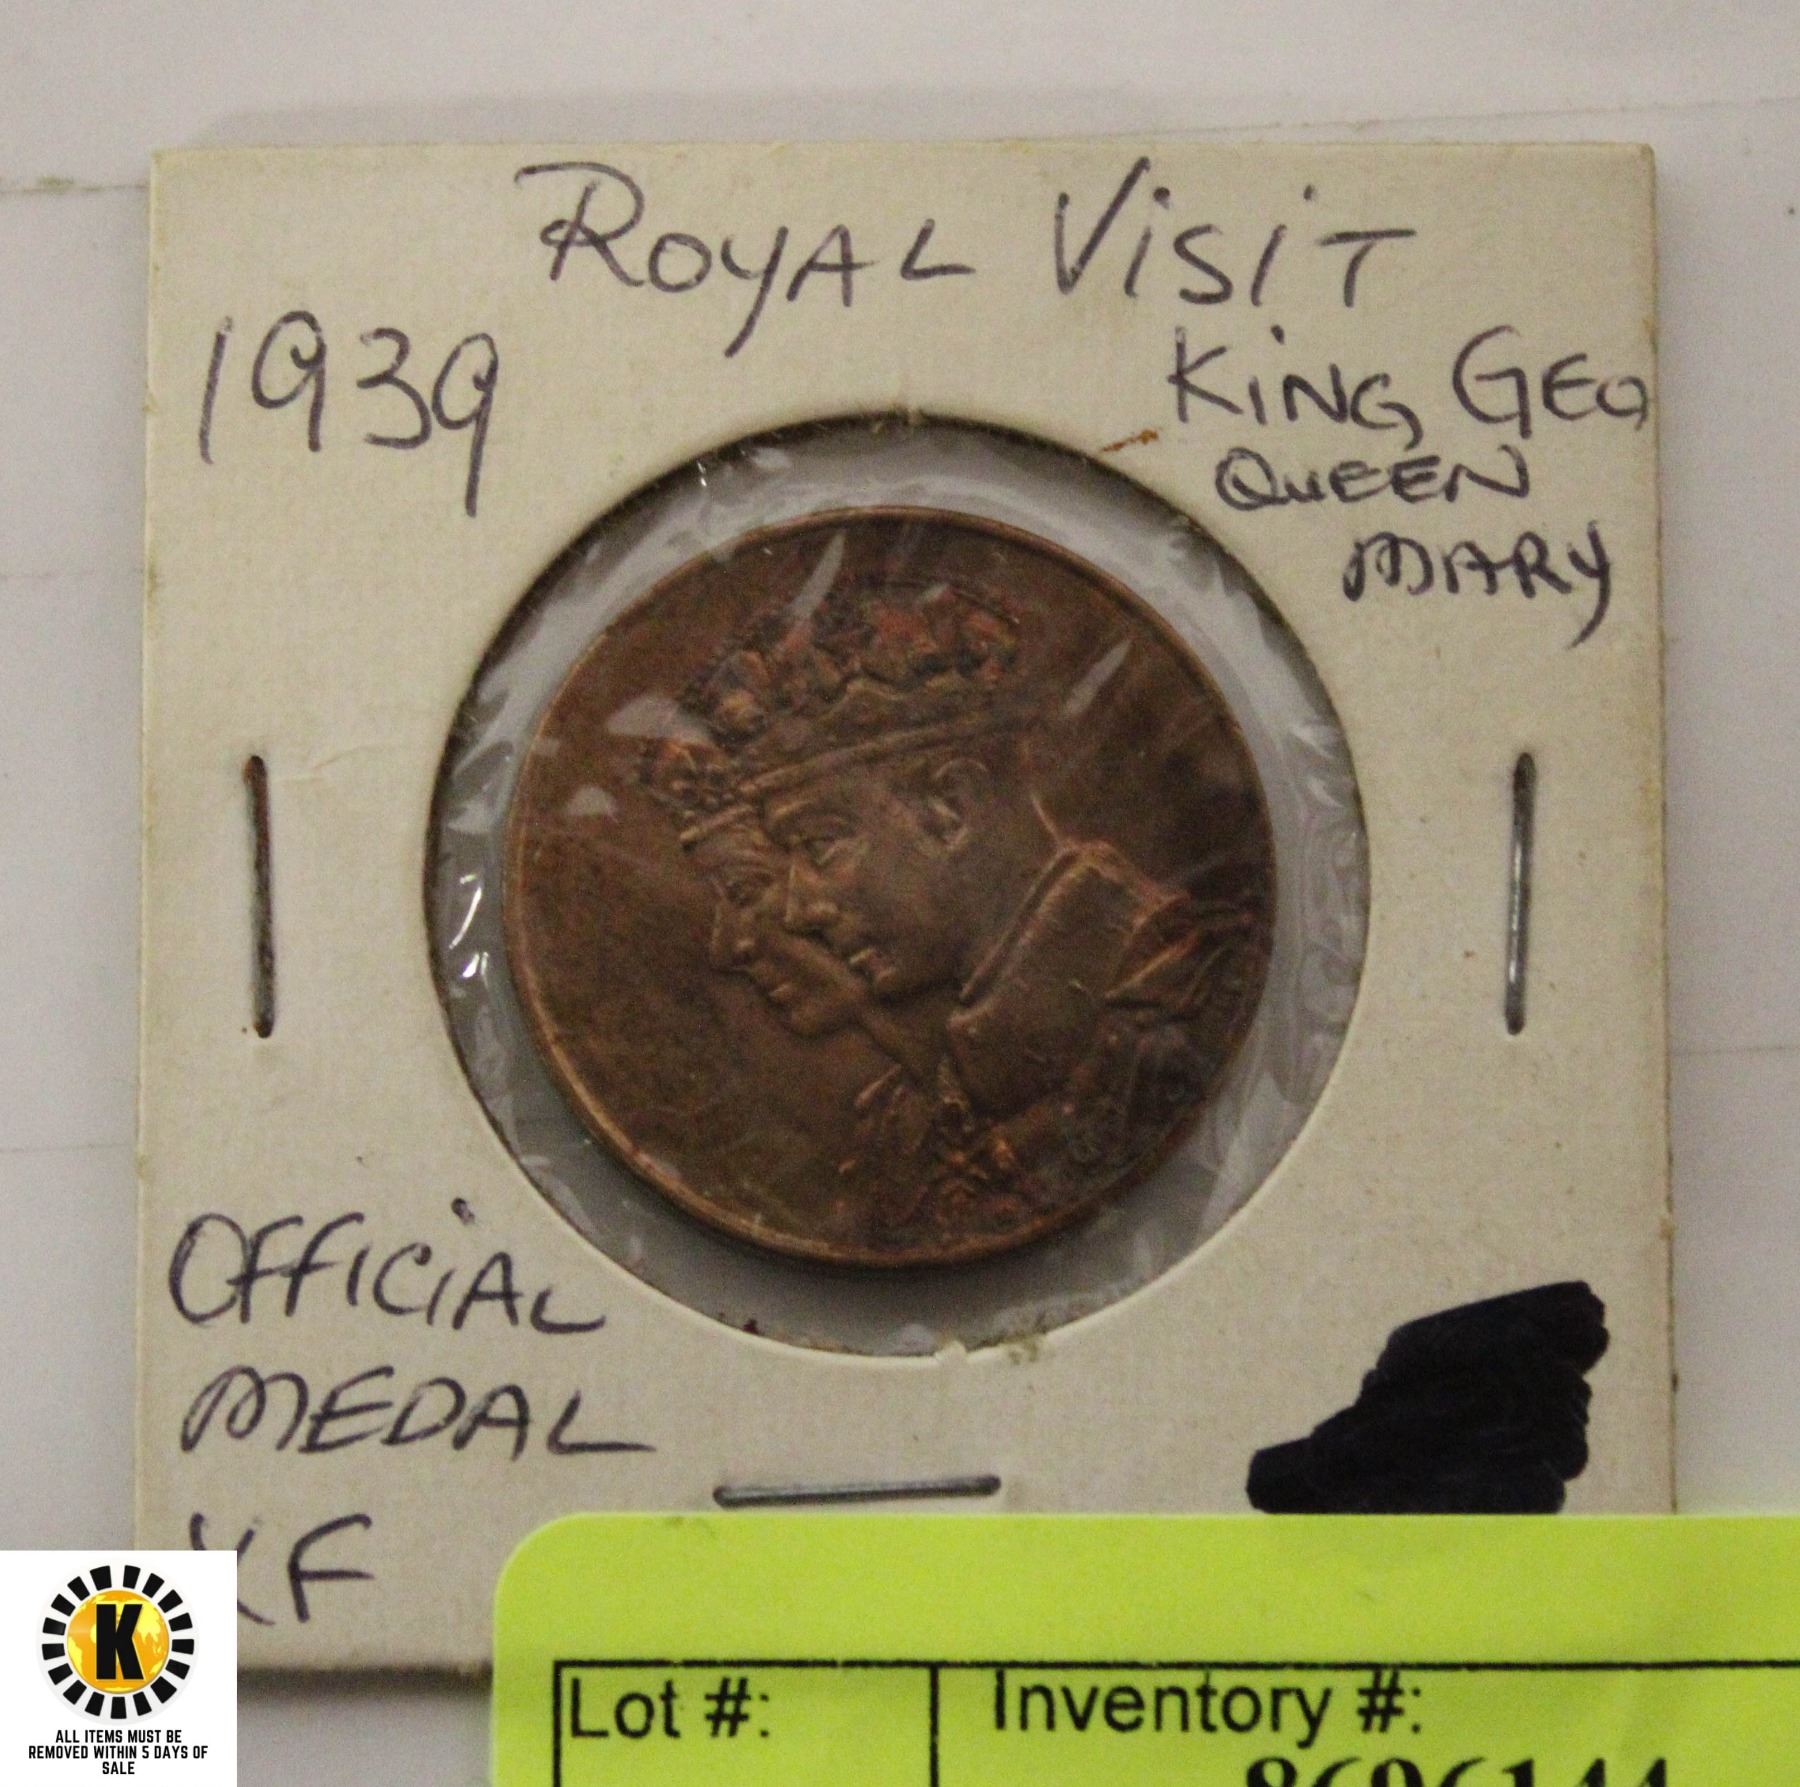 ROYAL VISIT
1939
KING GEO
QUEEN
MARY
OFFICIAL
MEDAL
XF
Lot #:
Inventory #:
8696144
K
ALL ITEMS MUST BE
REMOVED WITHIN 5 DAYS OF
SALE